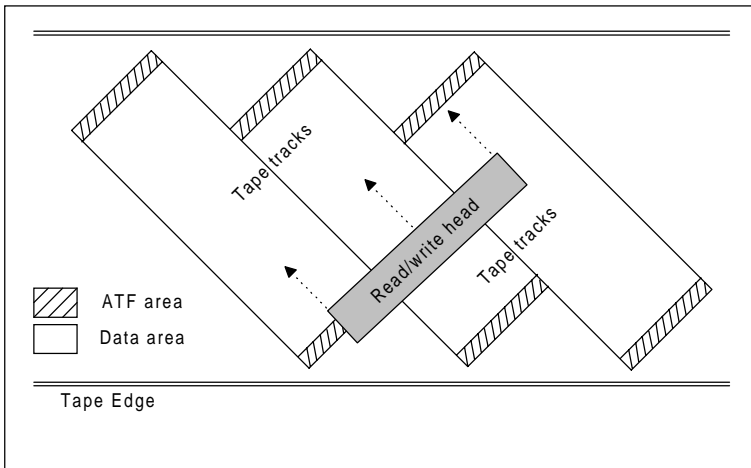 Tape tracks
Read/write head
Tape tracks
ATF area
Data area
Tape Edge